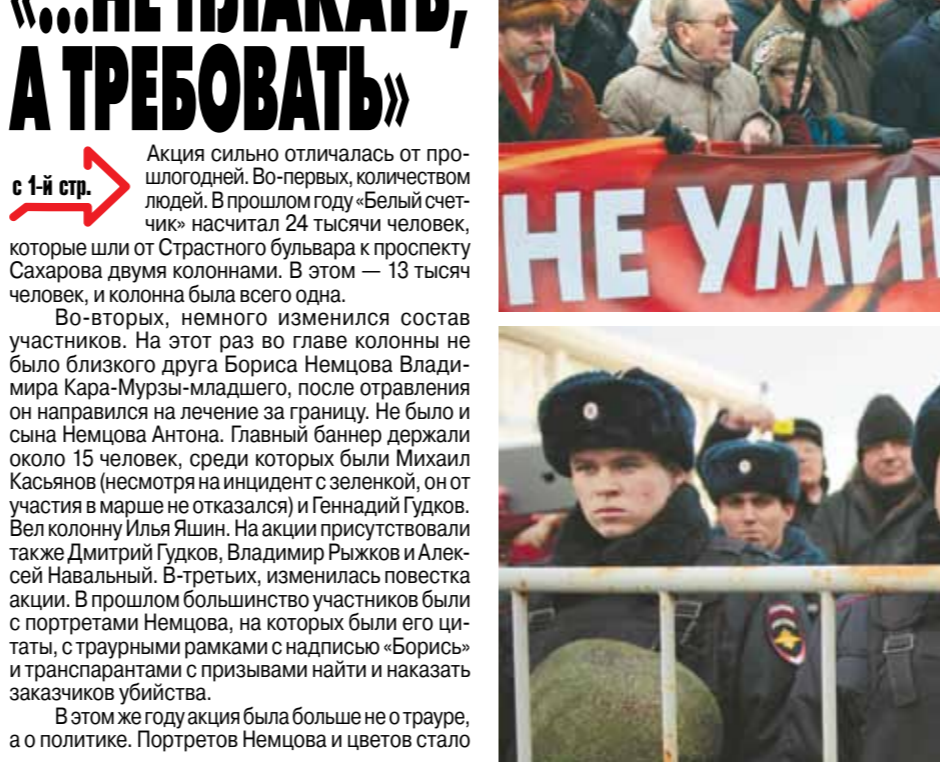 «...НЕ ПЛАКАТЬ,
А ТРЕБОВАТЬ»
с 1-й стр.
Акция сильно отличалась от про-
шлогодней. Во-первых, количеством
людей. В прошлом году «Белый счет-
чик» насчитал 24 тысячи человек,
которые шли от Страстного бульвара к проспекту
Сахарова двумя колоннами. В этом — 13 тысяч
человек, и колонна была всего одна.
Во-вторых, немного изменился состав
участников. На этот раз во главе колонны не
было близкого друга Бориса Немцова Влади-
мира Кара-Мурзы-младшего, после отравления
он направился на лечение за границу. Не было и
сына Немцова Антона. Главный баннер держали
около 15 человек, среди которых были Михаил
Касьянов (несмотря на инцидент с зеленкой, он от
участия в марше не отказался) и Геннадий Гудков.
Вел колонну Илья Яшин. На акции присутствовали
также Дмитрий Гудков, Владимир Рыжков и Алек-
сей Навальный. В-третьих, изменилась повестка
акции. В прошлом большинство участников были
с портретами Немцова, на которых были его ци-
таты, с траурными рамками с надписью «Борись»
и транспарантами с призывами найти и наказать
заказчиков убийства.
В этом же году акция была больше не о трауре,
а о политике. Портретов Немцова и цветов стало
НЕ УМИ